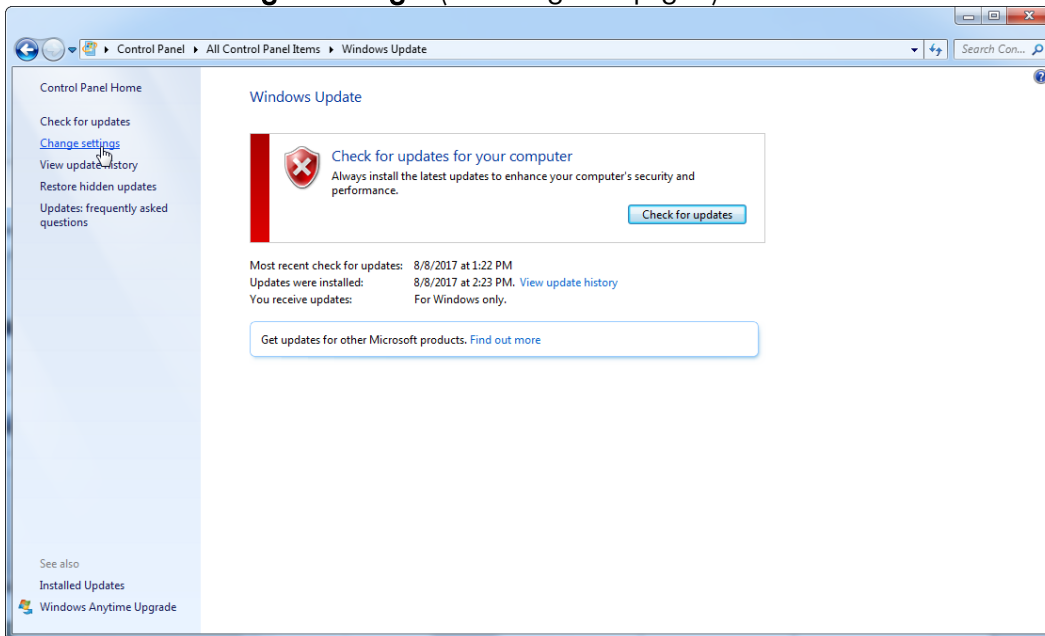 Control Panel ▸ All Control Panel Items ▸ Windows Update
Search Con...
Control Panel Home
Check for updates
Change settings
View update history
Restore hidden updates
Updates: frequently asked
questions
See also
Installed Updates
Windows Anytime Upgrade
Windows Update
Check for updates for your computer
Always install the latest updates to enhance your computer's security and
performance.
Check for updates
Most recent check for updates: 8/8/2017 at 1:22 PM
Updates were installed: 8/8/2017 at 2:23 PM. View update history
You receive updates: For Windows only.
Get updates for other Microsoft products. Find out more